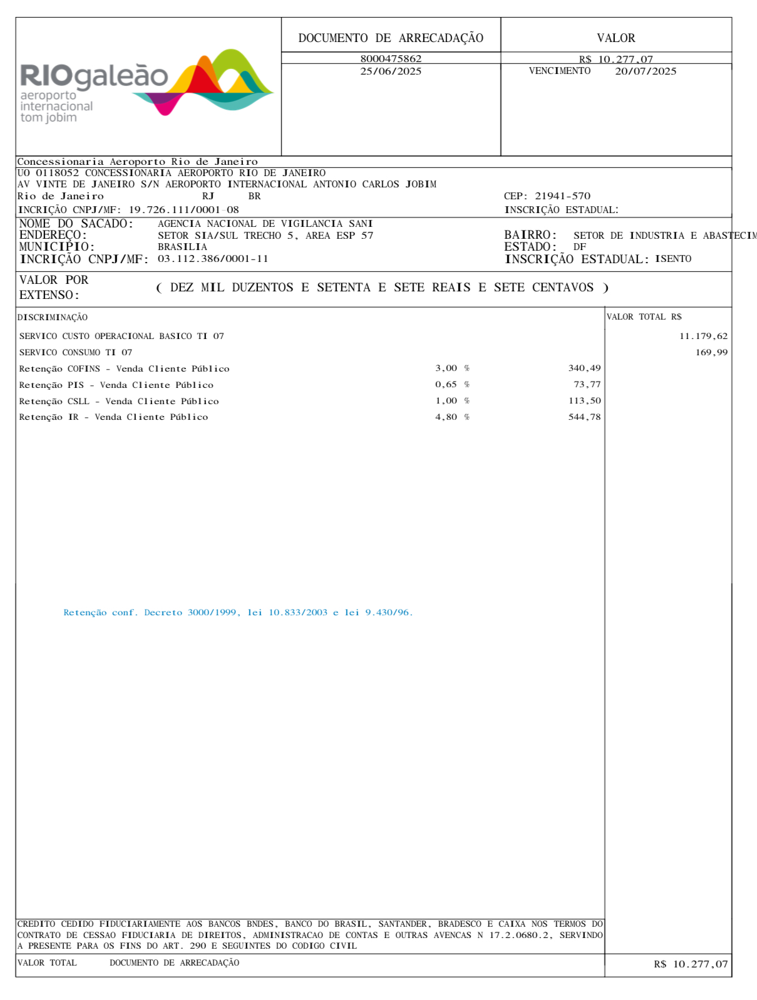 DOCUMENTO DE ARRECADAÇÃO VALOR
8000475862 R$ 10.277,07
25/06/2025 VENCIMENTO 20/07/2025
RIOgaleão
aeroporto
internacional
tom jobim
Concessionaria Aeroporto Rio de Janeiro
UO 0118052 CONCESSIONARIA AEROPORTO RIO DE JANEIRO
AV VINTE DE JANEIRO S/N AEROPORTO INTERNACIONAL ANTONIO CARLOS JOBIM
Rio de Janeiro RJ BR CEP: 21941-570
INCRIÇÃO CNPJ/MF: 19.726.111/0001-08 INSCRIÇÃO ESTADUAL:
NOME DO SACADO: AGENCIA NACIONAL DE VIGILANCIA SANI
ENDEREÇO: SETOR SIA/SUL TRECHO 5, AREA ESP 57 BAIRRO: SETOR DE INDUSTRIA E ABASTECIM
MUNICIPIO: BRASILIA ESTADO: DF
INCRIÇÃO CNPJ/MF: 03.112.386/0001-11 INSCRIÇÃO ESTADUAL: ISENTO
VALOR POR
EXTENSO: ( DEZ MIL DUZENTOS E SETENTA E SETE REAIS E SETE CENTAVOS )
DISCRIMINAÇÃO VALOR TOTAL R$
SERVICO CUSTO OPERACIONAL BASICO TI 07 11.179,62
SERVICO CONSUMO TI 07 169,99
Retenção COFINS - Venda Cliente Público 3,00 % 340,49
Retenção PIS - Venda Cliente Público 0,65 % 73,77
Retenção CSLL - Venda Cliente Público 1,00 % 113,50
Retenção IR - Venda Cliente Público 4,80 % 544,78
Retenção conf. Decreto 3000/1999, lei 10.833/2003 e lei 9.430/96.
CREDITO CEDIDO FIDUCIARIAMENTE AOS BANCOS BNDES, BANCO DO BRASIL, SANTANDER, BRADESCO E CAIXA NOS TERMOS DO
CONTRATO DE CESSAO FIDUCIARIA DE DIREITOS, ADMINISTRACAO DE CONTAS E OUTRAS AVENCAS N 17.2.0680.2, SERVINDO
A PRESENTE PARA OS FINS DO ART. 290 E SEGUINTES DO CODIGO CIVIL
VALOR TOTAL DOCUMENTO DE ARRECADAÇÃO R$ 10.277,07